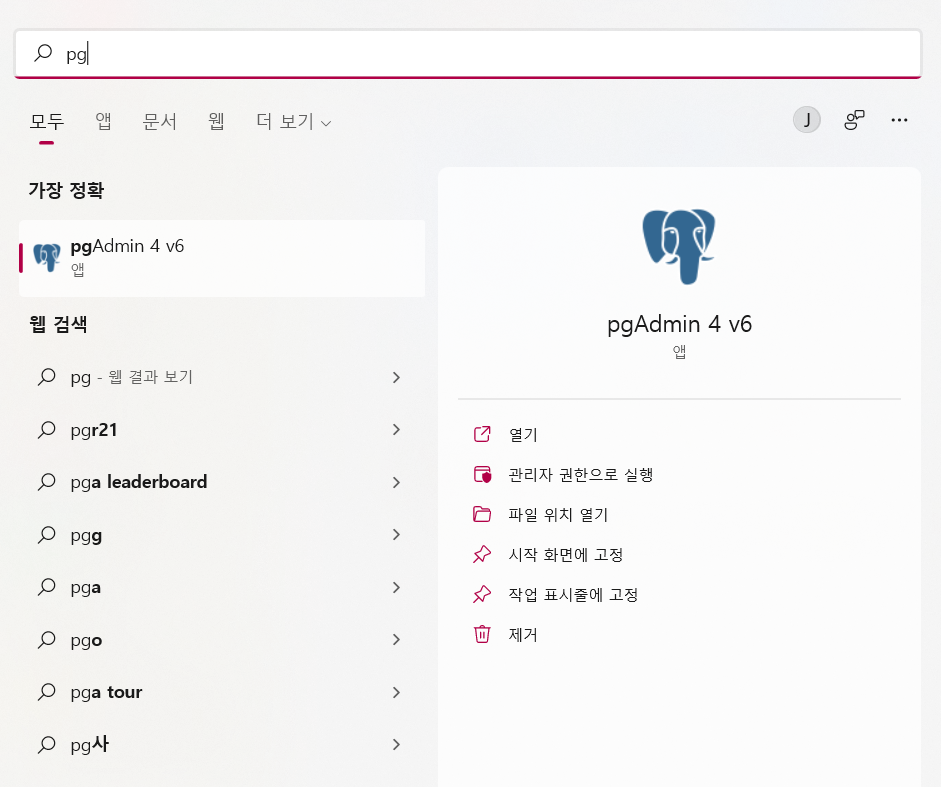 pg
모두 앱 문서 웹 더 보기
J
가장 정확
pgAdmin 4 v6
앱
웹 검색
pg - 웹 결과 보기
pgr21
pga leaderboard
pgg
pga
pgo
pga tour
pg사
pgAdmin 4 v6
앱
열기
관리자 권한으로 실행
파일 위치 열기
시작 화면에 고정
작업 표시줄에 고정
제거